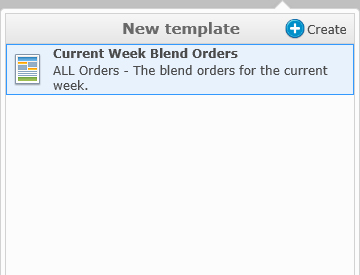 New template
Create
Current Week Blend Orders
ALL Orders - The blend orders for the current
week.